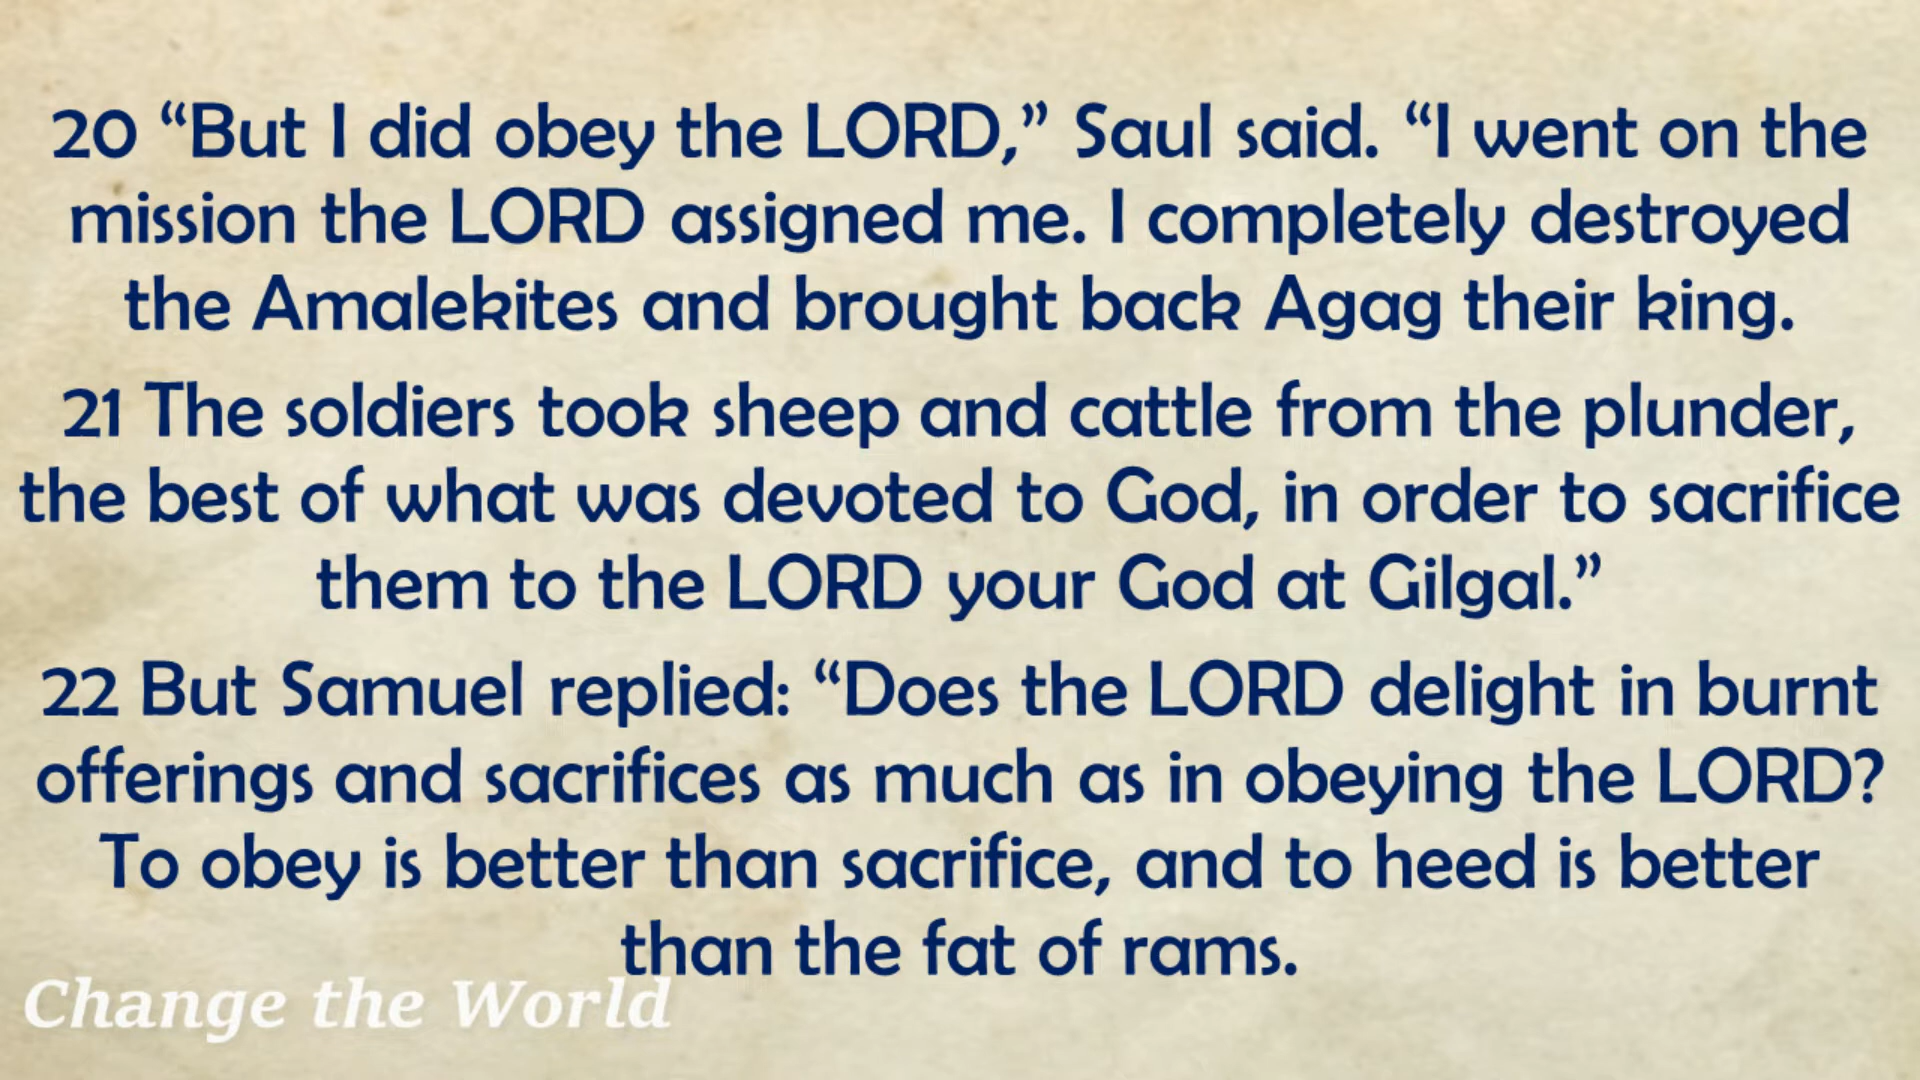 20 “But I did obey the LORD,” Saul said. “I went on the
mission the LORD assigned me. I completely destroyed
the Amalekites and brought back Agag their king.
21 The soldiers took sheep and cattle from the plunder,
the best of what was devoted to God, in order to sacrifice
them to the LORD your God at Gilgal.”
22 But Samuel replied: “Does the LORD delight in burnt
offerings and sacrifices as much as in obeying the LORD?
To obey is better than sacrifice, and to heed is better
than the fat of rams.
Change the World